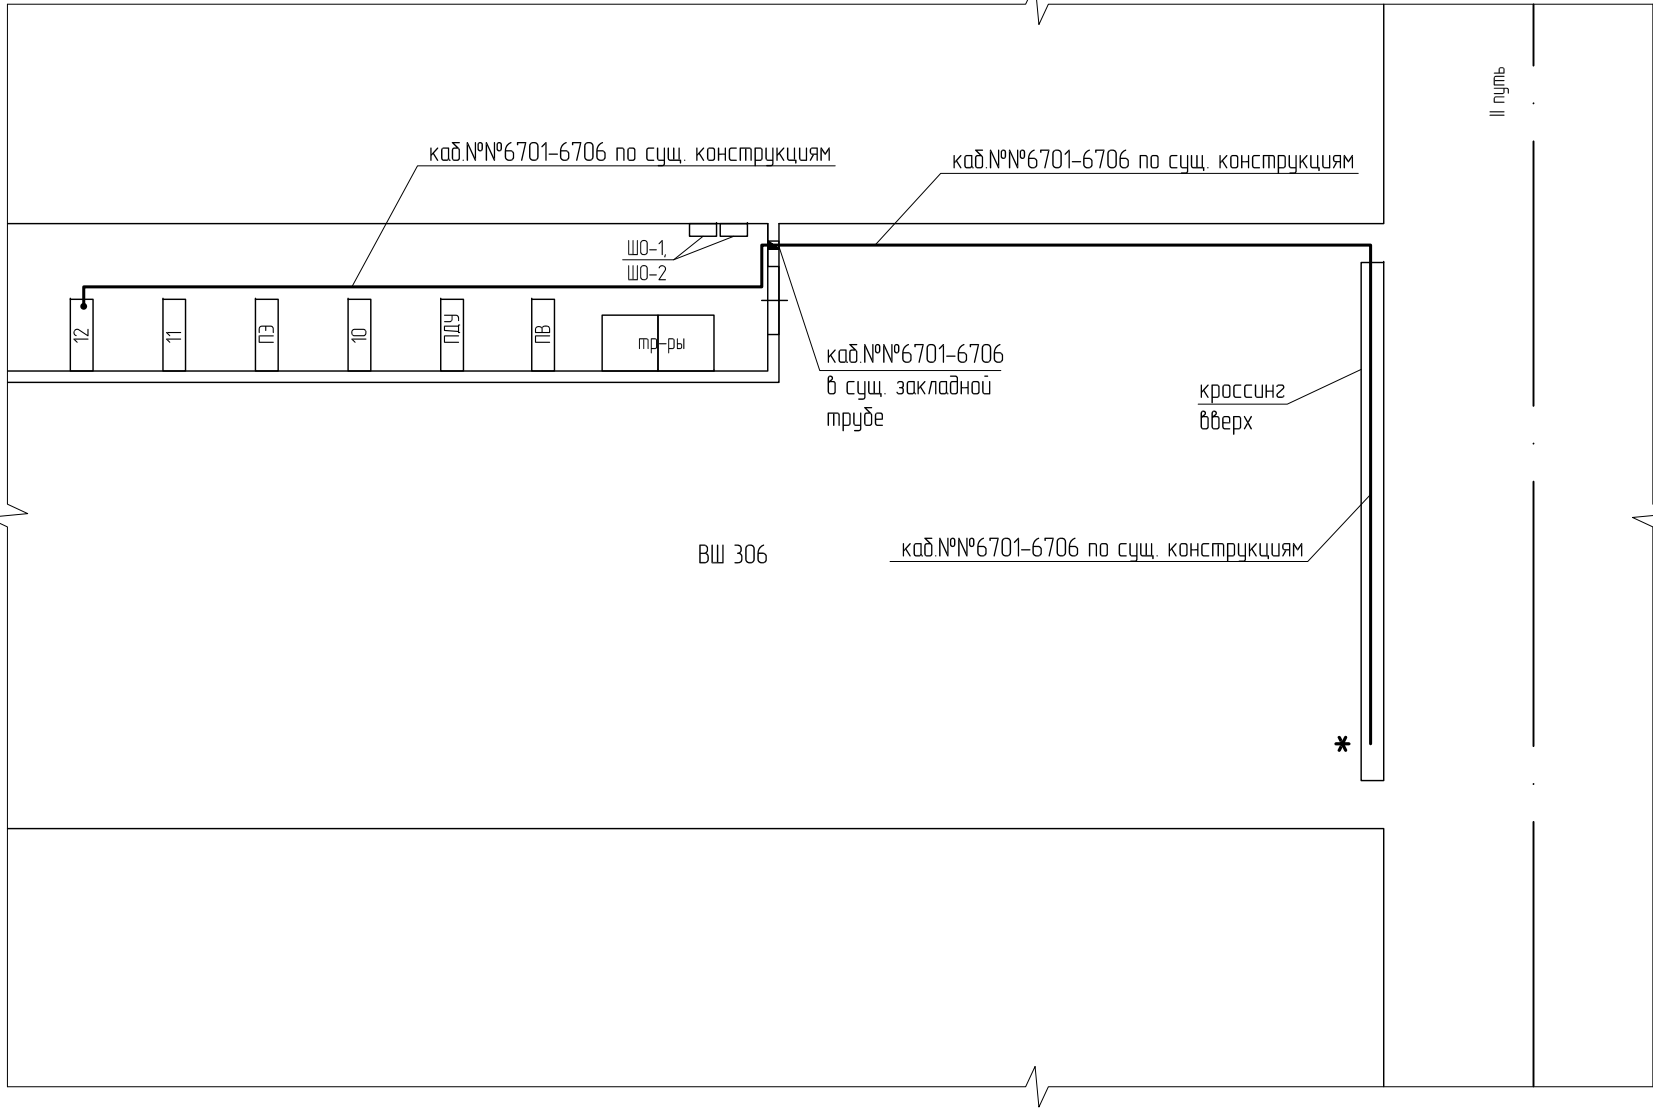 II путь
каб.№№6701-6706 по сущ. конструкциям
каб.№№6701-6706 по сущ. конструкциям
ШО-1,
ШО-2
12
11
ПЭ
10
ПДУ
ПВ
тр-ры
каб.№№6701-6706
в сущ. закладной
трубе
кроссинг
вверх
каб.№№6701-6706 по сущ. конструкциям
ВШ 306
*